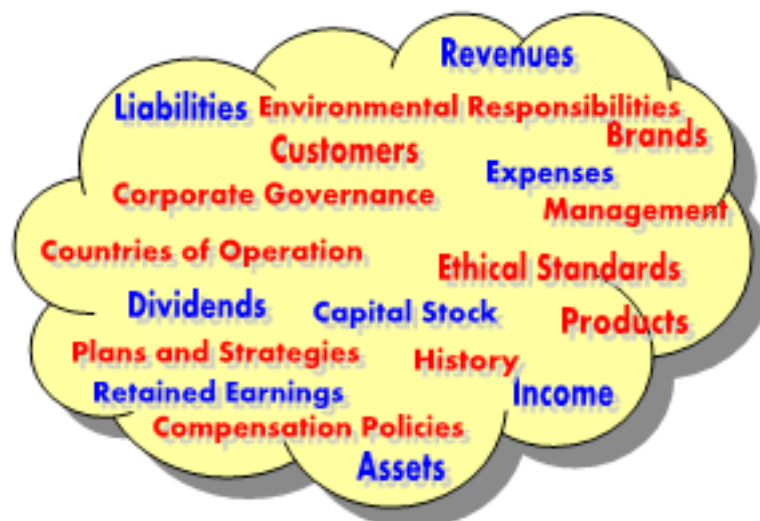 Revenues
Liabilities
Environmental Responsibilities
Brands
Customers
Expenses
Corporate Governance
Management
Countries of Operation
Ethical Standards
Dividends
Capital Stock
Products
Plans and Strategies
History
Retained Earnings
Income
Compensation Policies
Assets